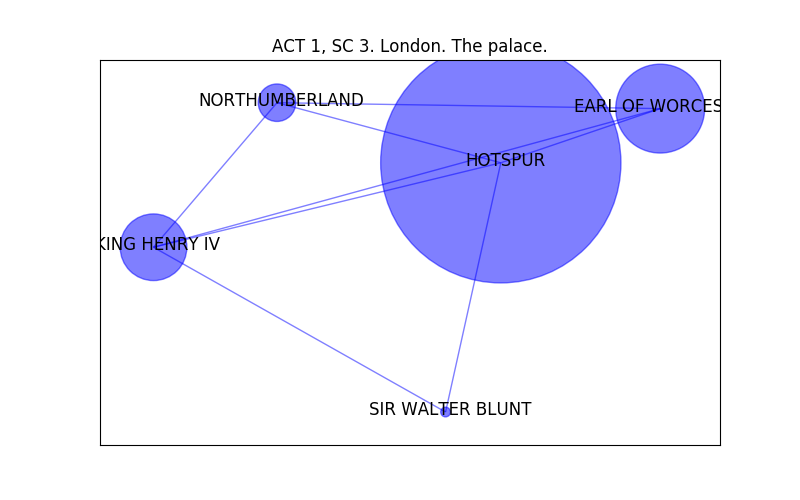 ACT 1, SC 3. London. The palace.
NORTHUMBERLAND
EARL OF WORCES
HOTSPUR
KING HENRY IV
SIR WALTER BLUNT